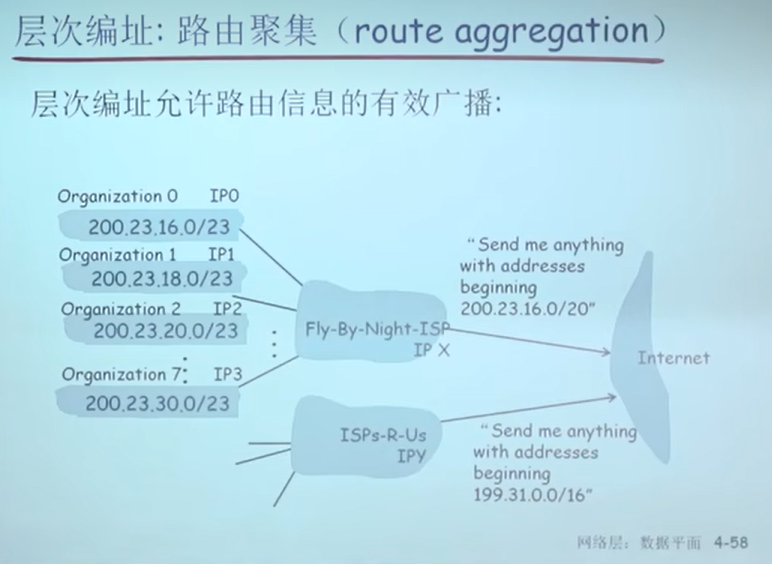 层次编址: 路由聚集（route aggregation）
层次编址允许路由信息的有效广播:
Organization 0 IP0
200.23.16.0/23
Organization 1 IP1
200.23.18.0/23
Organization 2 IP2
200.23.20.0/23
Organization 7 IP3
200.23.30.0/23
Fly-By-Night-ISP
IP X
"Send me anything
with addresses
beginning
200.23.16.0/20"
Internet
ISPs-R-Us
IPY
"Send me anything
with addresses
beginning
199.31.0.0/16"
网络层: 数据平面 4-58